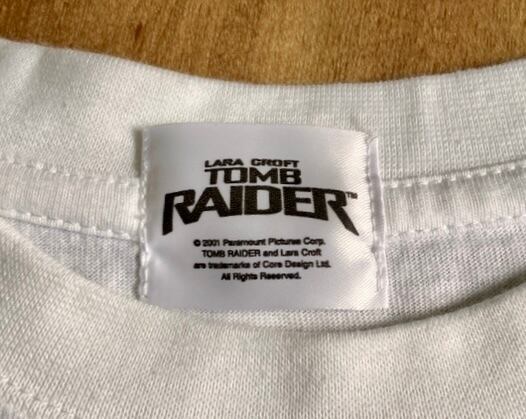 LARA CROFT
TOMB
RAIDER™
© 2001 Paramount Pictures Corp.
TOMB RAIDER and Lara Croft
are trademarks of Core Design Ltd.
All Rights Reserved.